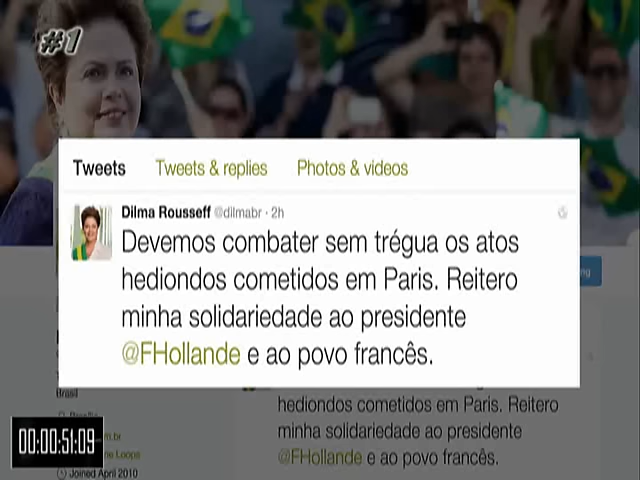 #1
Tweets Tweets & replies Photos & videos
Dilma Rousseff @dilmabr · 2h
Devemos combater sem trégua os atos
hediondos cometidos em Paris. Reitero
minha solidariedade ao presidente
@FHollande e ao povo francês.
Brasil
hediondos cometidos em Paris. Reitero
minha solidariedade ao presidente
@FHollande e ao povo francês.
Joined April 2010
00:00:51:09